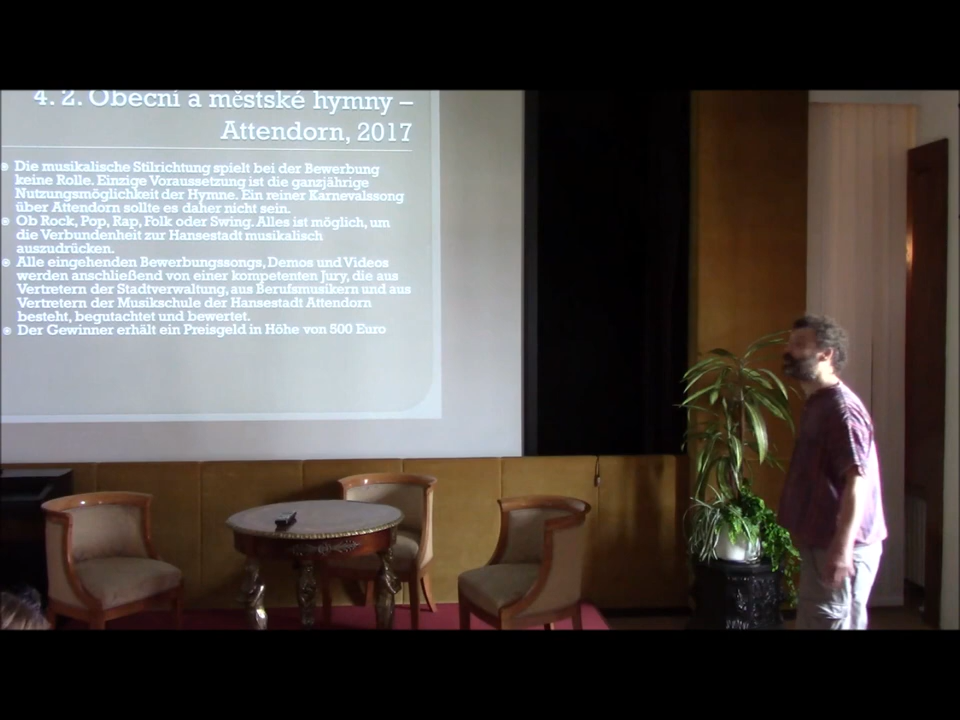 4. 2. Obecní a městské hymny –
Attendorn, 2017
Die musikalische Stilrichtung spielt bei der Bewerbung
keine Rolle. Einzige Voraussetzung ist die ganzjährige
Nutzungsmöglichkeit der Hymne. Ein reiner Karnevalssong
über Attendorn sollte es daher nicht sein.
Ob Rock, Pop, Rap, Folk oder Swing. Alles ist möglich, um
die Verbundenheit zur Hansestadt musikalisch
auszudrücken.
Alle eingehenden Bewerbungssongs, Demos und Videos
werden anschließend von einer kompetenten Jury, die aus
Vertretern der Stadtverwaltung, aus Berufsmusikern und aus
Vertretern der Musikschule der Hansestadt Attendorn
besteht, begutachtet und bewertet.
Der Gewinner erhält ein Preisgeld in Höhe von 500 Euro